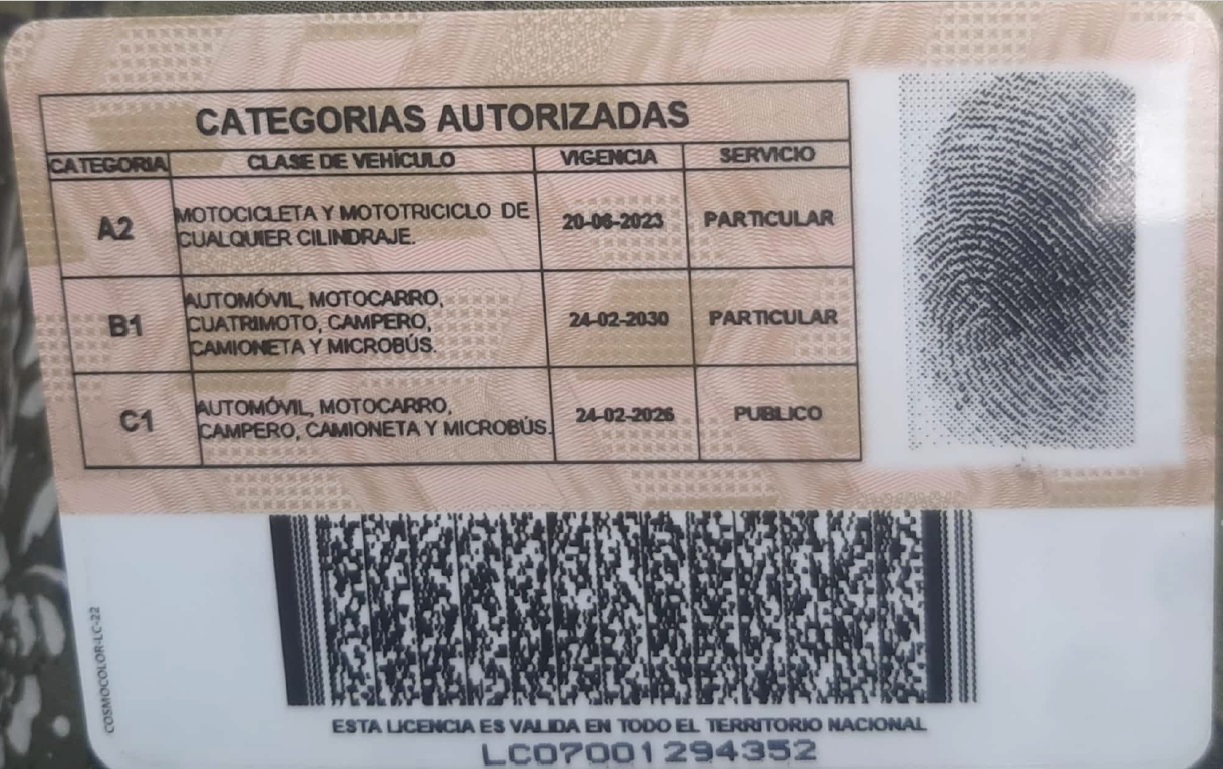 CATEGORIAS AUTORIZADAS
CATEGORIA CLASE DE VEHÍCULO VIGENCIA SERVICIO
A2 MOTOCICLETA Y MOTOTRICICLO DE CUALQUIER CILINDRAJE. 20-06-2023 PARTICULAR
B1 AUTOMÓVIL, MOTOCARRO, CUATRIMOTO, CAMPERO, CAMIONETA Y MICROBÚS. 24-02-2030 PARTICULAR
C1 AUTOMÓVIL, MOTOCARRO, CAMPERO, CAMIONETA Y MICROBÚS. 24-02-2026 PUBLICO
COSMOCOLOR-LC-22
ESTA LICENCIA ES VALIDA EN TODO EL TERRITORIO NACIONAL
LC07001294352